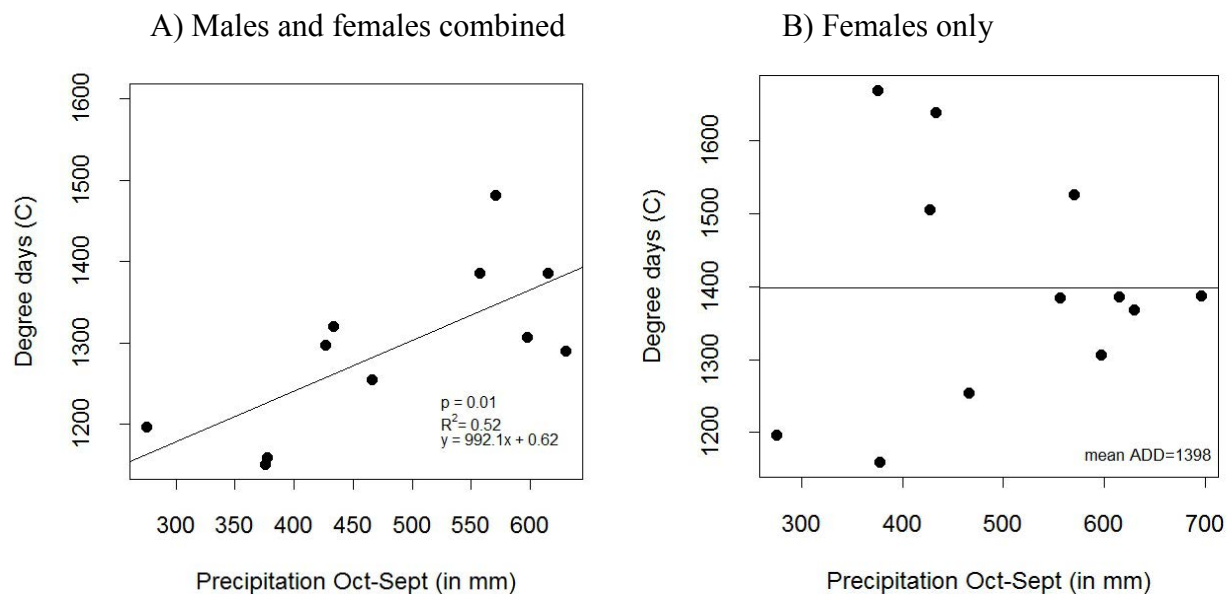 A) Males and females combined
B) Females only
Degree days (C)
1600
1500
1400
1300
1200
p = 0.01
R²= 0.52
y = 992.1x + 0.62
300 350 400 450 500 550 600
Precipitation Oct-Sept (in mm)
Degree days (C)
1600
1500
1400
1300
1200
mean ADD=1398
300 400 500 600 700
Precipitation Oct-Sept (in mm)